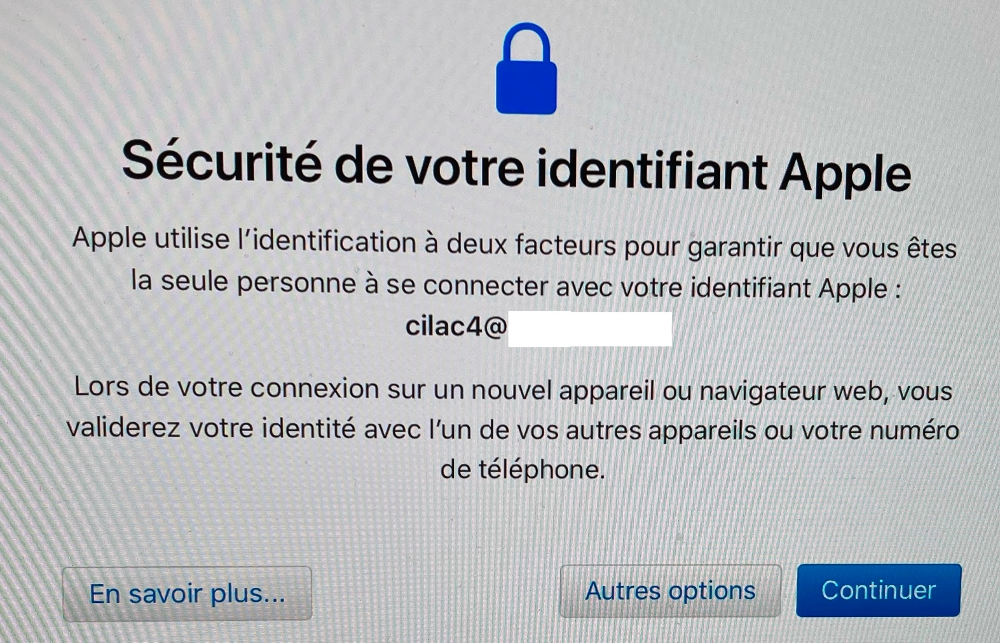 Sécurité de votre identifiant Apple
Apple utilise l’identification à deux facteurs pour garantir que vous êtes
la seule personne à se connecter avec votre identifiant Apple :
cilac4@
Lors de votre connexion sur un nouvel appareil ou navigateur web, vous
validerez votre identité avec l’un de vos autres appareils ou votre numéro
de téléphone.
En savoir plus...
Autres options
Continuer